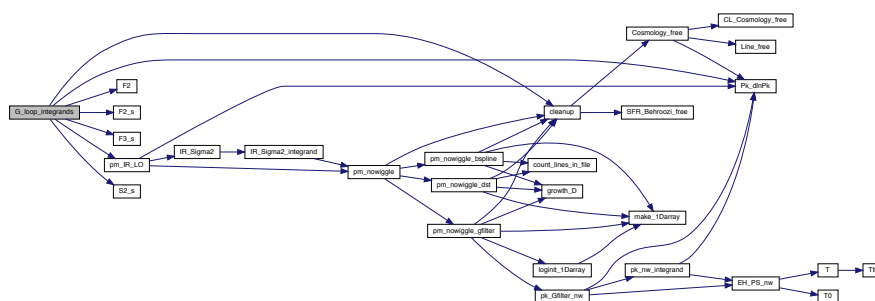 CL_Cosmology_free
Cosmology_free
Line_free
F2
Pk_dlnPk
G_loop_integrands
F2_s
cleanup
SFR_Behroozi_free
F3_s
IR_Sigma2
IR_Sigma2_integrand
pm_nowiggle_bspline
pm_IR_LO
count_lines_in_file
pm_nowiggle
pm_nowiggle_dst
S2_s
growth_D
make_1Darray
pm_nowiggle_gfilter
loginit_1Darray
pk_nw_integrand
T
EH_PS_nw
pk_Gfilter_nw
T0